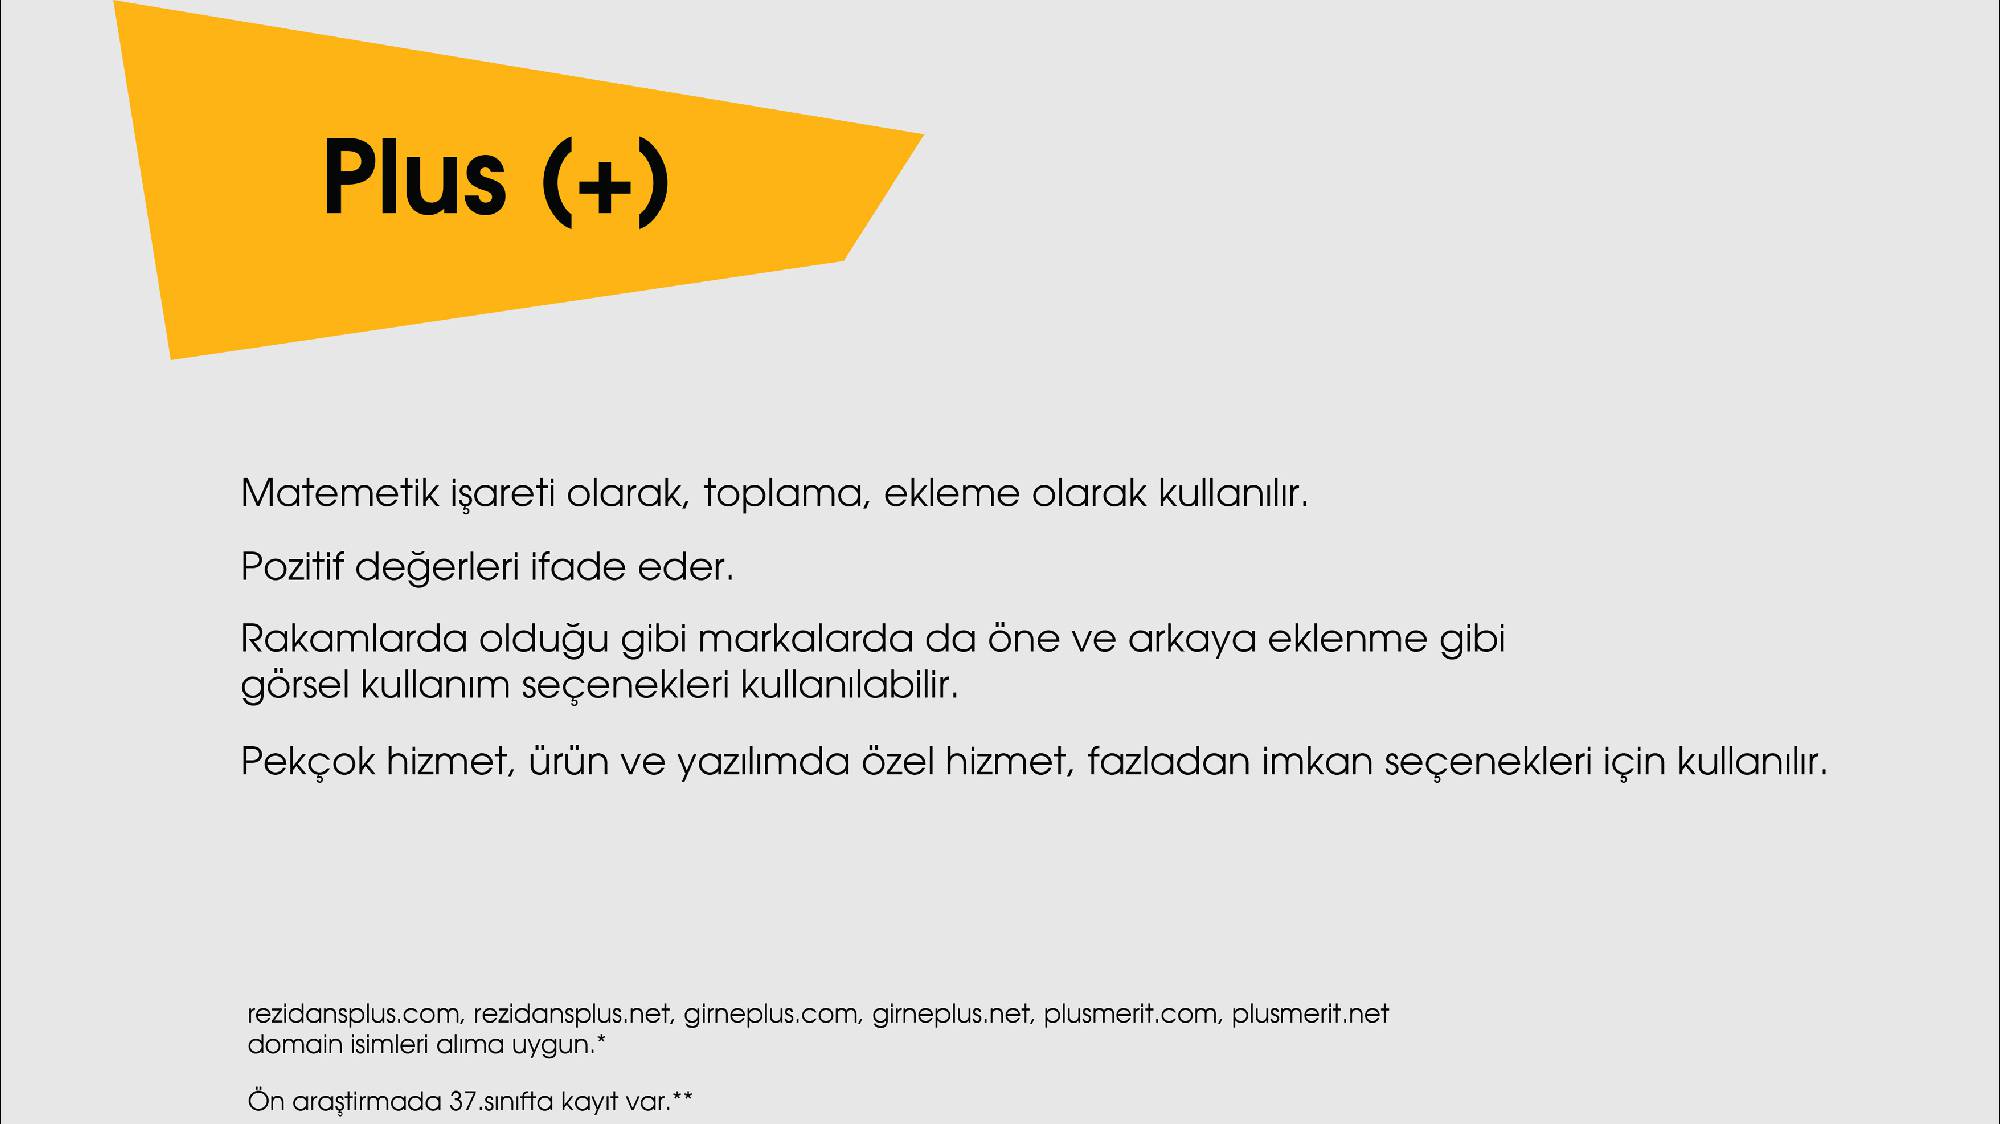 Plus (+)
Matemetik işareti olarak, toplama, ekleme olarak kullanılır.
Pozitif değerleri ifade eder.
Rakamlarda olduğu gibi markalarda da öne ve arkaya eklenme gibi
görsel kullanım seçenekleri kullanılabilir.
Pekçok hizmet, ürün ve yazılımda özel hizmet, fazladan imkan seçenekleri için kullanılır.
rezidansplus.com, rezidansplus.net, girneplus.com, girneplus.net, plusmerit.com, plusmerit.net
domain isimleri alıma uygun.*
Ön araştirmada 37.sınıfta kayıt var.**